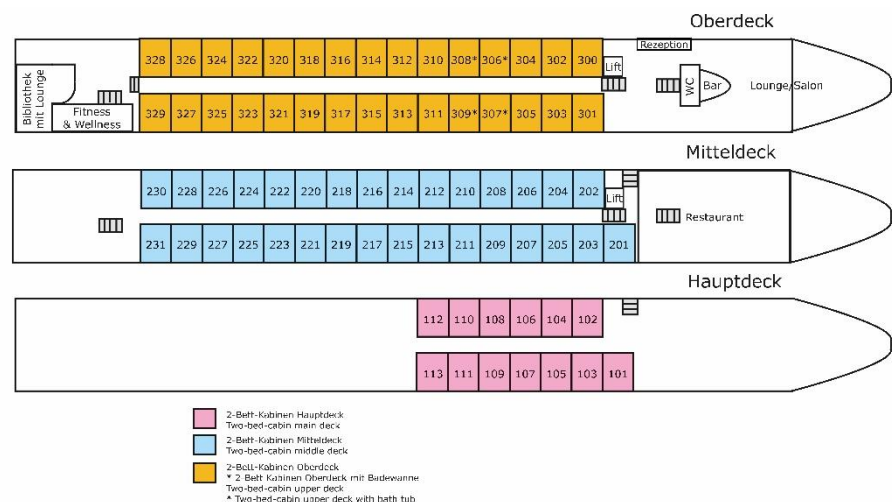 Oberdeck
Rezeption
328 326 324 322 320 318 316 314 312 310 308* 306* 304 302 300
Lift
Bibliothek
mit Lounge
WC
Bar
Lounge/Salon
Fitness
& Wellness
329 327 325 323 321 319 317 315 313 311 309* 307* 305 303 301
Mitteldeck
230 228 226 224 222 220 218 216 214 212 210 208 206 204 202
Lift
Restaurant
231 229 227 225 223 221 219 217 215 213 211 209 207 205 203 201
Hauptdeck
112 110 108 106 104 102
113 111 109 107 105 103 101
2-Bett-Kabinen Hauptdeck
Two-bed-cabin main deck
2-Bett-Kabinen Mitteldeck
Two-bed-cabin middle deck
2-Bett-Kabinen Oberdeck
* 2-Bett Kabinen Oberdeck mit Badewanne
Two-bed-cabin upper deck
* Two-bed-cabin upper deck with bath tub